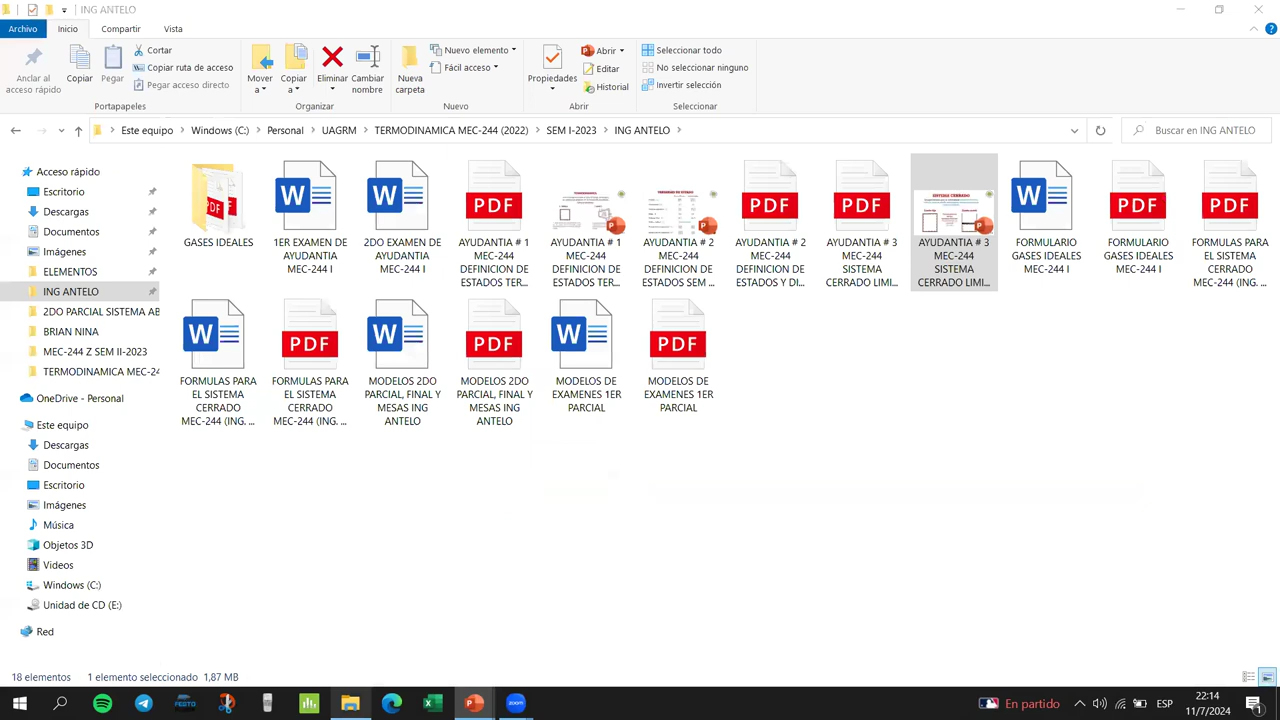 ING ANTELO
Archivo
Inicio
Compartir
Vista
Anclar al
acceso rápido
Copiar
Pegar
Cortar
Copiar ruta de acceso
Pegar acceso directo
Portapapeles
Mover
a
Copiar
a
Eliminar
Cambiar
nombre
Organizar
Nueva
carpeta
Nuevo elemento
Fácil acceso
Nuevo
Propiedades
Abrir
Editar
Historial
Abrir
Seleccionar todo
No seleccionar ninguno
Invertir selección
Seleccionar
Este equipo > Windows (C:) > Personal > UAGRM > TERMODINAMICA MEC-244 (2022) > SEM I-2023 > ING ANTELO >
Buscar en ING ANTELO
Acceso rápido
Escritorio
Descargas
Documentos
Imágenes
ELEMENTOS
ING ANTELO
2DO PARCIAL SISTEMA AB
BRIAN NINA
MEC-244 Z SEM II-2023
TERMODINAMICA MEC-24
OneDrive - Personal
Este equipo
Descargas
Documentos
Escritorio
Imágenes
Música
Objetos 3D
Videos
Windows (C:)
Unidad de CD (E:)
Red
GASES IDEALES
1ER EXAMEN DE
AYUDANTIA
MEC-244 I
2DO EXAMEN DE
AYUDANTIA
MEC-244 I
PDF
AYUDANTIA # 1
MEC-244
DEFINICION DE
ESTADOS TER...
AYUDANTIA # 1
MEC-244
DEFINICION DE
ESTADOS TER...
AYUDANTIA # 2
MEC-244
DEFINICION DE
ESTADOS SEM ...
PDF
AYUDANTIA # 2
MEC-244
DEFINICION DE
ESTADOS Y DI...
PDF
AYUDANTIA # 3
MEC-244
SISTEMA
CERRADO LIMI...
SISTEMA CERRADO
AYUDANTIA # 3
MEC-244
SISTEMA
CERRADO LIMI...
FORMULARIO
GASES IDEALES
MEC-244 I
PDF
FORMULARIO
GASES IDEALES
MEC-244 I
PDF
FORMULAS PARA
EL SISTEMA
CERRADO
MEC-244 (ING. ...
FORMULAS PARA
EL SISTEMA
CERRADO
MEC-244 (ING. ...
PDF
FORMULAS PARA
EL SISTEMA
CERRADO
MEC-244 (ING. ...
MODELOS 2DO
PARCIAL, FINAL Y
MESAS ING
ANTELO
PDF
MODELOS 2DO
PARCIAL, FINAL Y
MESAS ING
ANTELO
MODELOS DE
EXAMENES 1ER
PARCIAL
PDF
MODELOS DE
EXAMENES 1ER
PARCIAL
18 elementos
1 elemento seleccionado 1,87 MB
FESTO
zoom
En partido
ESP
22:14
11/7/2024